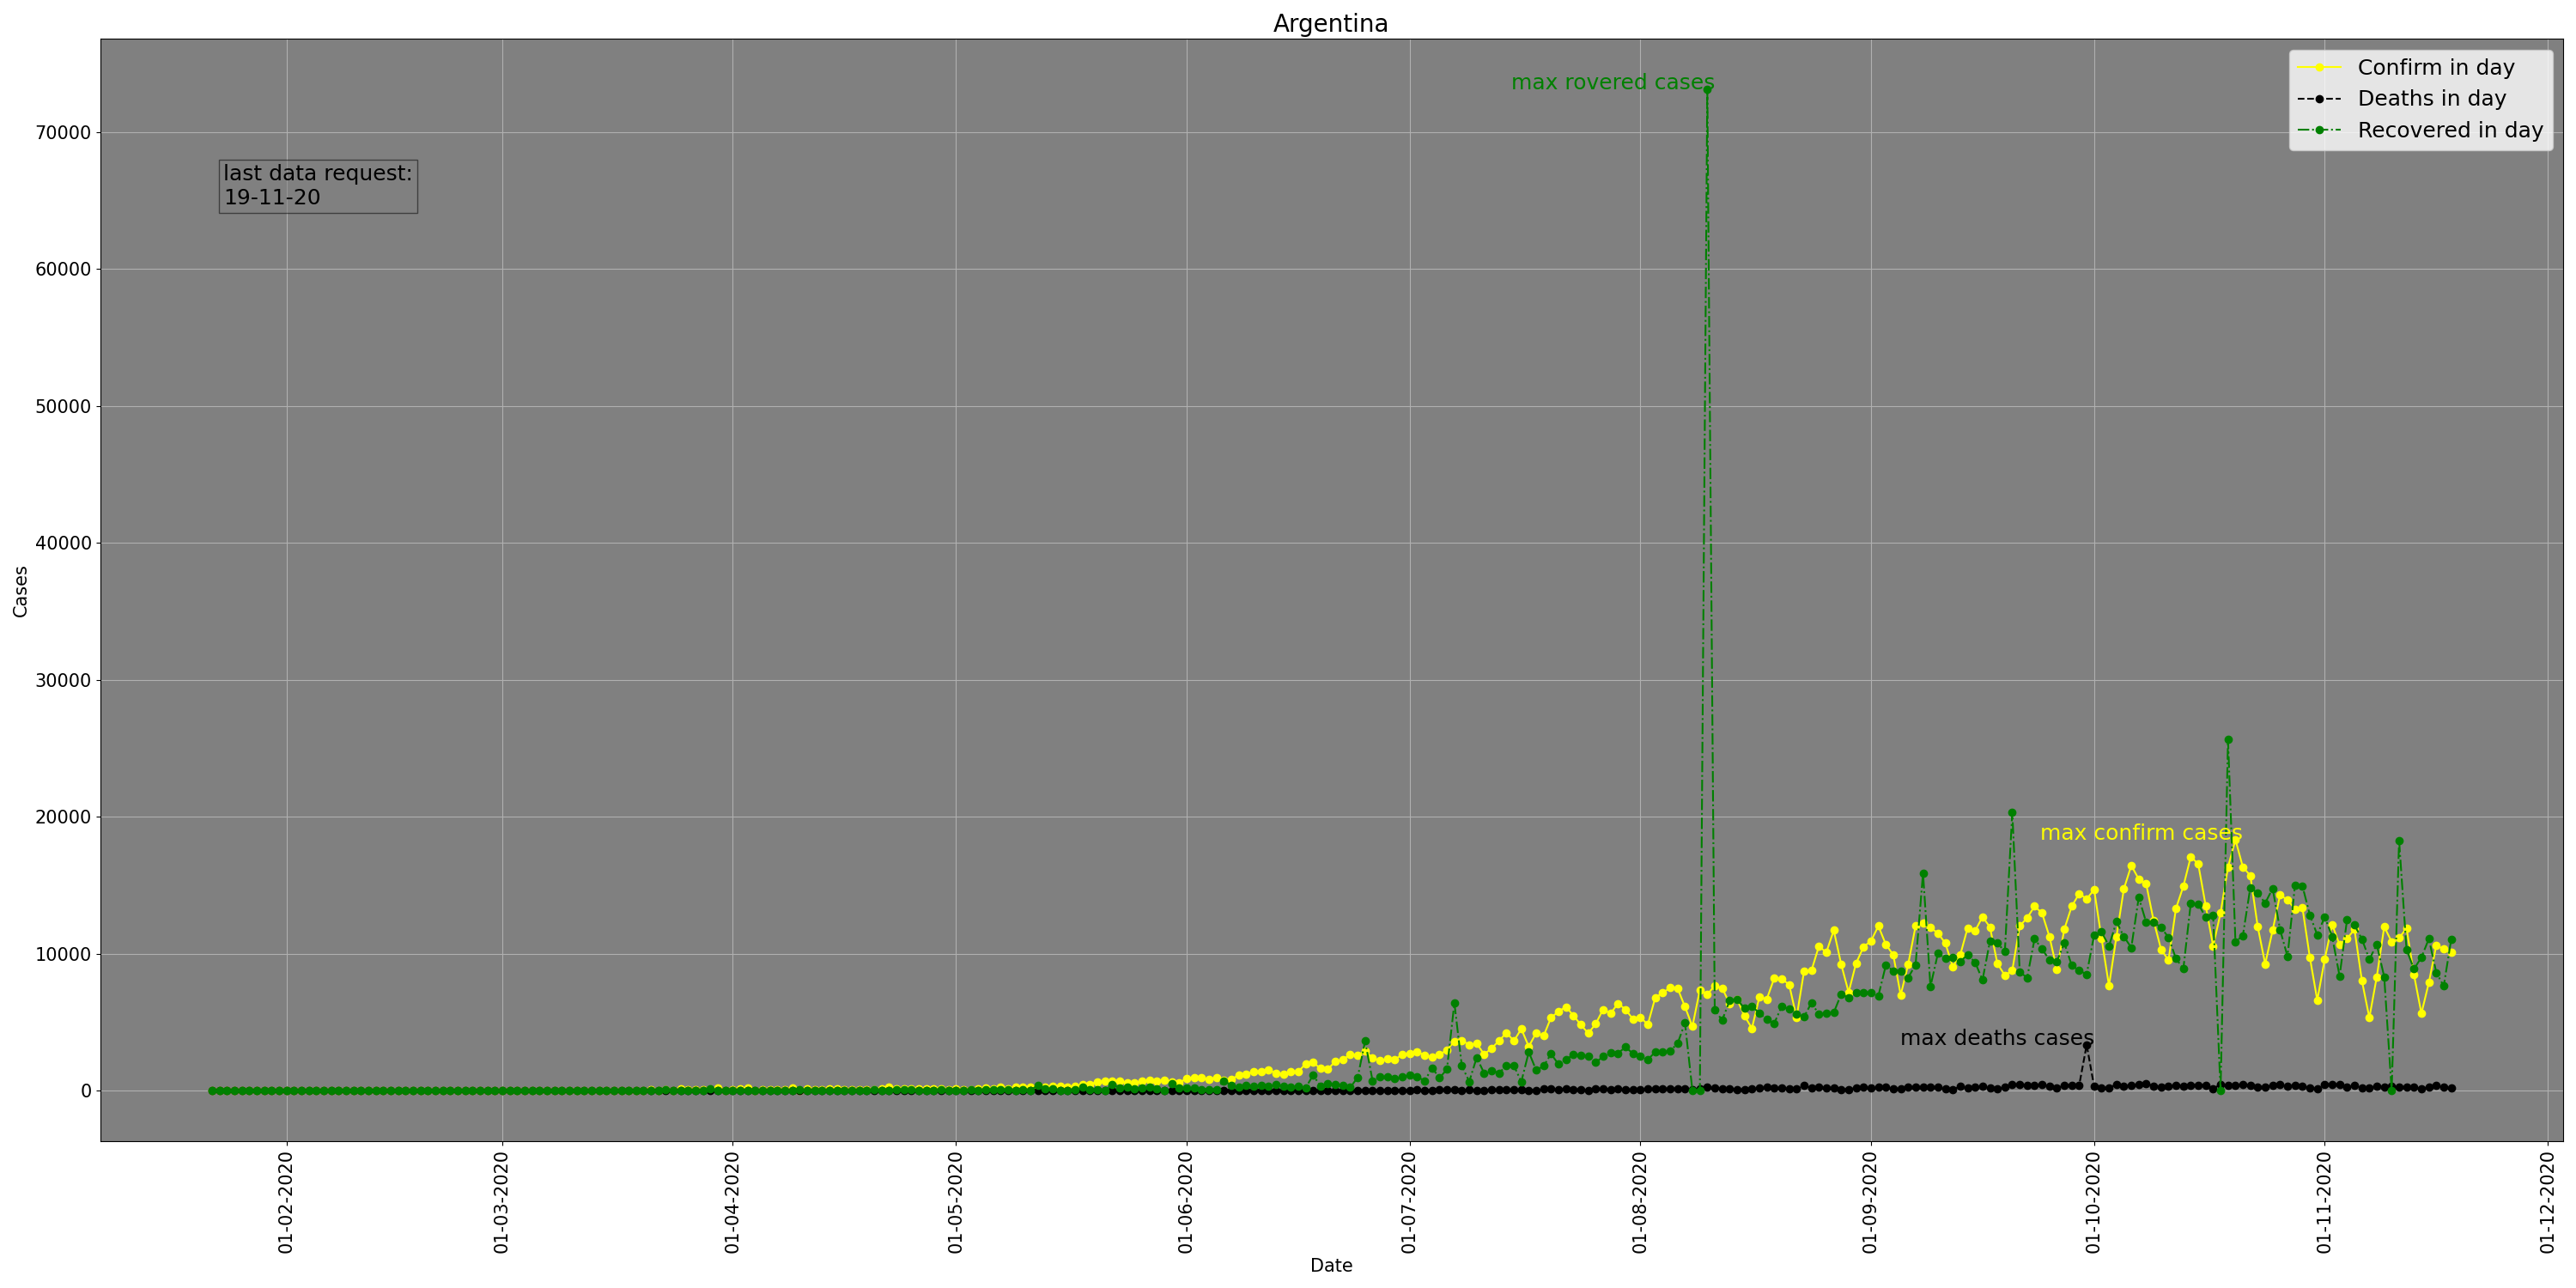 Argentina
max rovered cases
Confirm in day
Deaths in day
Recovered in day
last data request:
19-11-20
max confirm cases
max deaths cases
Cases
70000
60000
50000
40000
30000
20000
10000
0
01-02-2020
01-03-2020
01-04-2020
01-05-2020
01-06-2020
01-07-2020
01-08-2020
01-09-2020
01-10-2020
01-11-2020
01-12-2020
Date